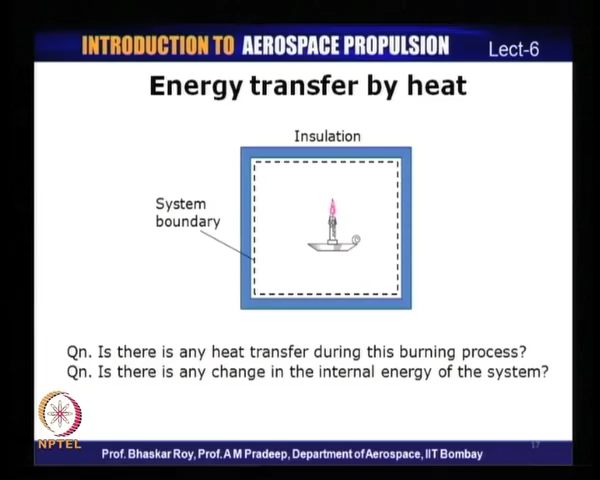 INTRODUCTION TO AEROSPACE PROPULSION
Lect-6
Energy transfer by heat
Insulation
System
boundary
Qn. Is there is any heat transfer during this burning process?
Qn. Is there is any change in the internal energy of the system?
NPTEL
17
Prof. Bhaskar Roy, Prof. A M Pradeep, Department of Aerospace, IIT Bombay